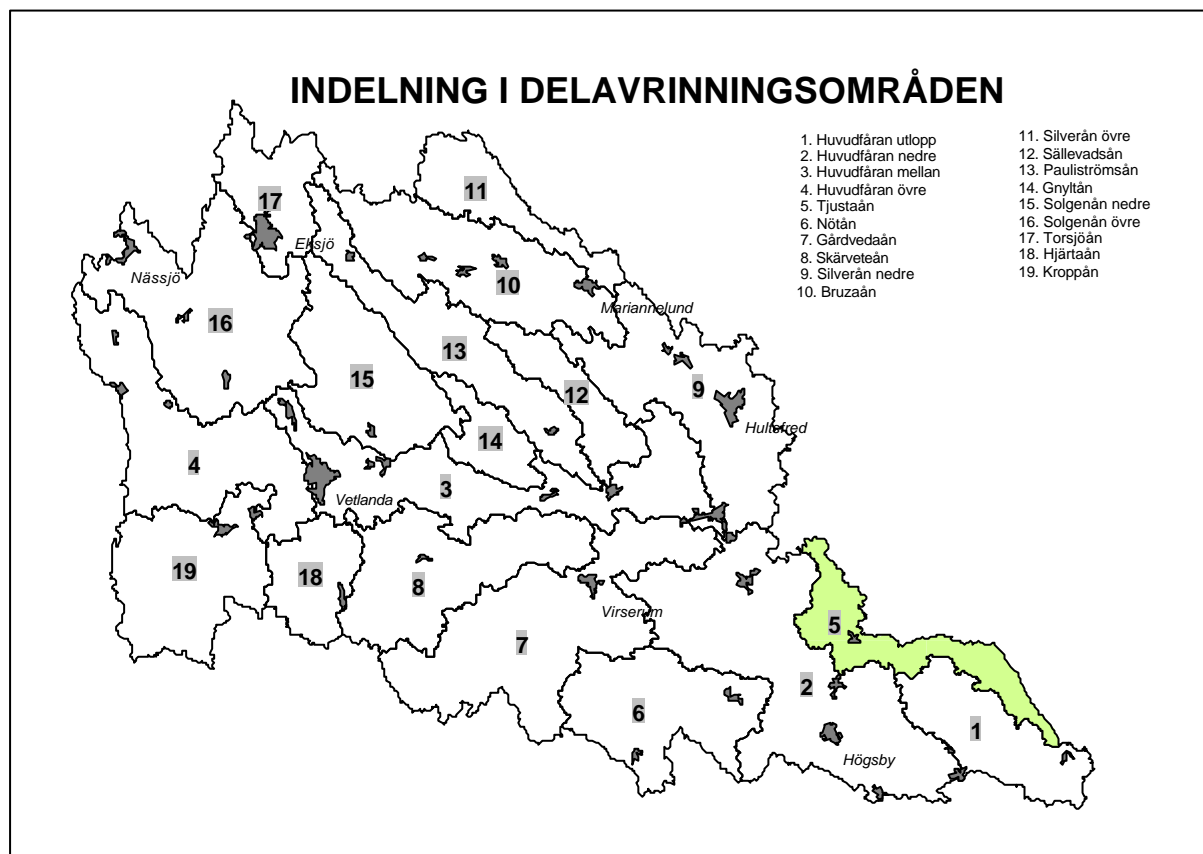 INDELNING I DELAVRINNINGSOMRÅDEN
1. Huvudfåran utlopp
2. Huvudfåran nedre
3. Huvudfåran mellan
4. Huvudfåran övre
5. Tjustaån
6. Nötån
7. Gårdvedaån
8. Skärveteån
9. Silverån nedre
10. Bruzaån
11. Silverån övre
12. Sällevadsån
13. Pauliströmsån
14. Gnyltån
15. Solgenån nedre
16. Solgenån övre
17. Torsjöån
18. Hjärtaån
19. Kroppån
11
17
Eksjö
Nässjö
10
Mariannelund
16
13
15
12
9
Hultsfred
14
4
3
Vetlanda
19
18
8
Virserum
5
7
2
6
1
Högsby